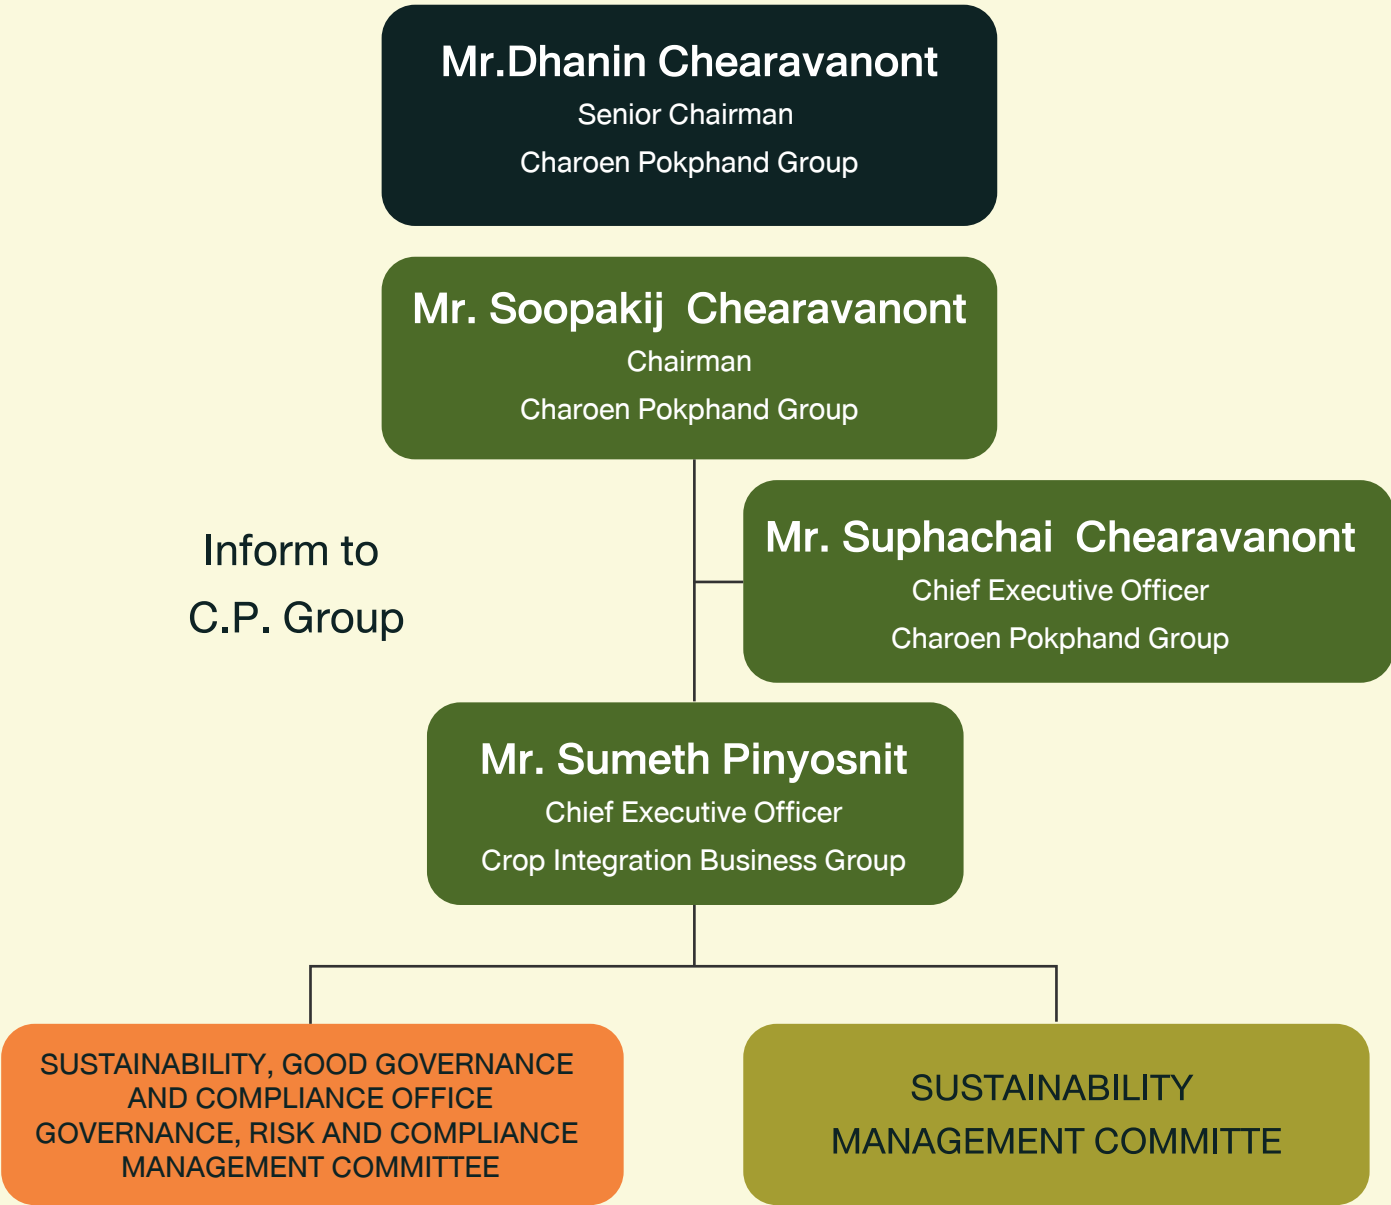 Mr.Dhanin Chearavanont
Senior Chairman
Charoen Pokphand Group
Mr. Soopakij  Chearavanont
Chairman
Charoen Pokphand Group
Inform to
C.P. Group
Mr. Suphachai  Chearavanont
Chief Executive Officer
Charoen Pokphand Group
Mr. Sumeth Pinyosnit
Chief Executive Officer
Crop Integration Business Group
SUSTAINABILITY, GOOD GOVERNANCE
AND COMPLIANCE OFFICE
GOVERNANCE, RISK AND COMPLIANCE
MANAGEMENT COMMITTEE
SUSTAINABILITY
MANAGEMENT COMMITTE